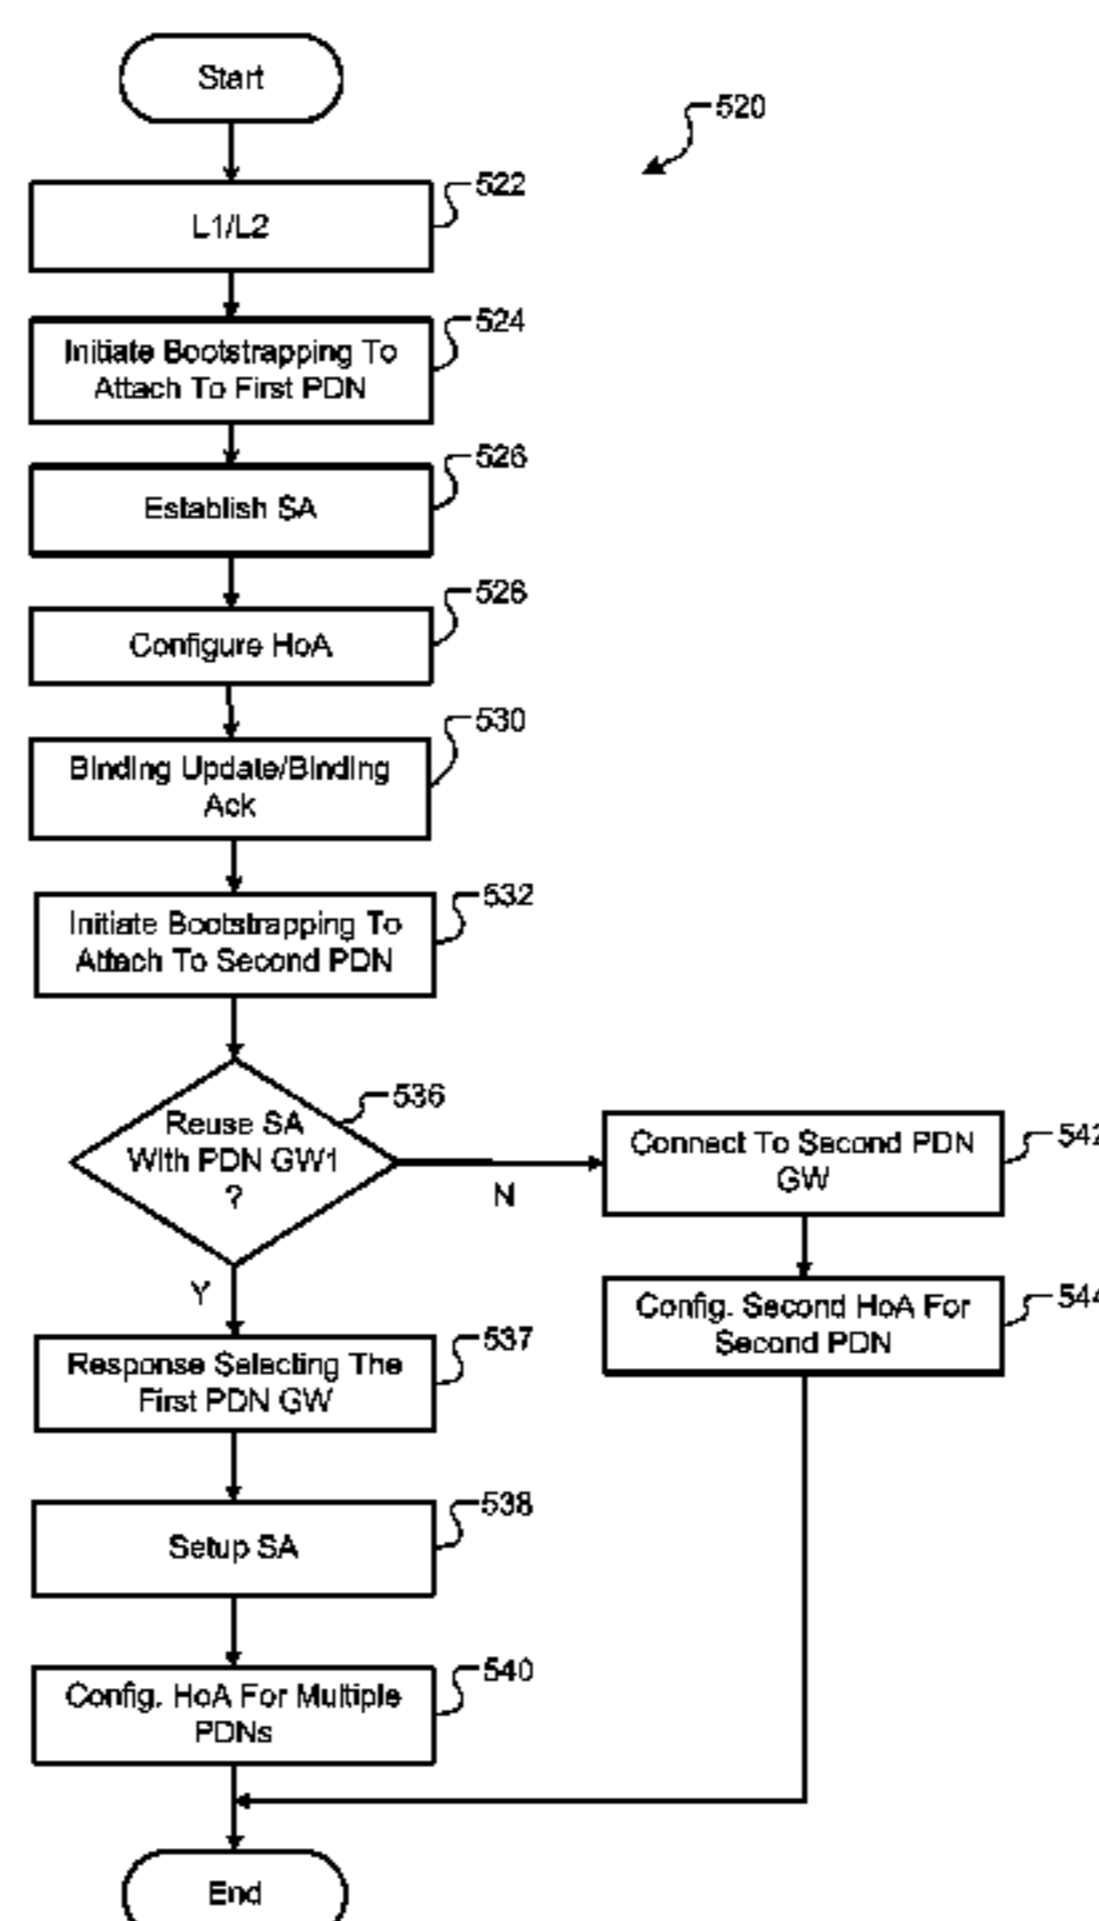 Start
520
L1/L2
522
Initiate Bootstrapping To
Attach To First PDN
524
Establish SA
526
Configure HoA
528
Binding Update/Binding
Ack
530
Initiate Bootstrapping To
Attach To Second PDN
532
Reuse SA
With PDN GW1
?
536
N
Y
Connect To Second PDN
GW
542
Config. Second HoA For
Second PDN
544
Response Selecting The
First PDN GW
537
Setup SA
538
Config. HoA For Multiple
PDNs
540
End